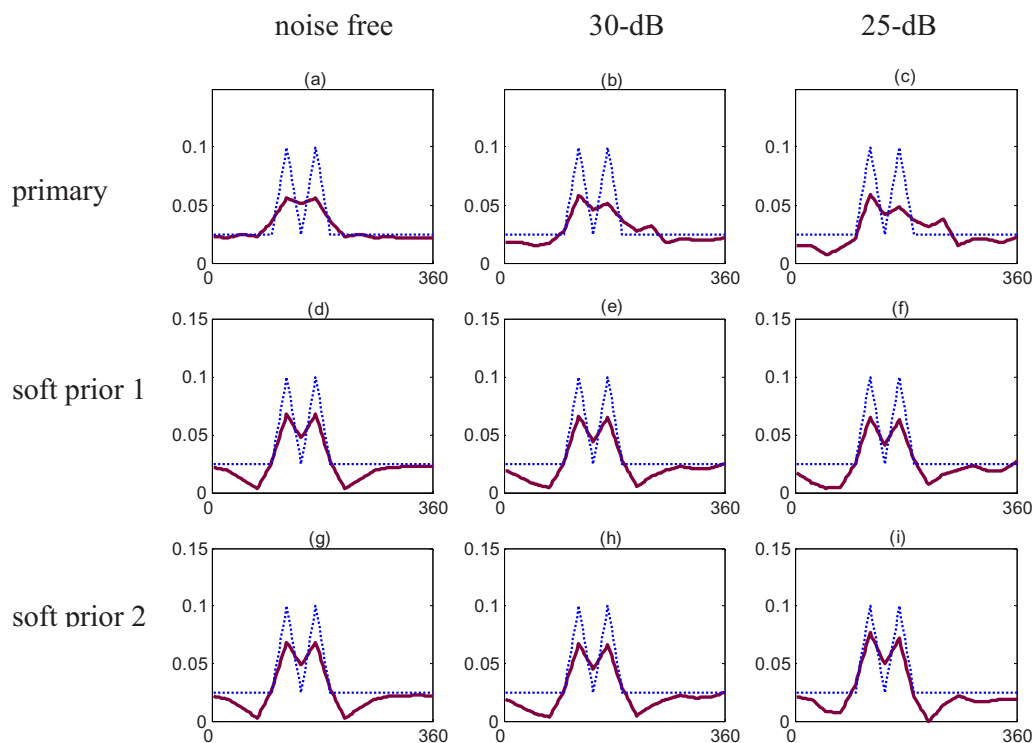 noise free 30-dB 25-dB
(a) (b) (c)
primary
0.1 0.1 0.1
0.05 0.05 0.05
0 0 0
0 360 0 360 0 360
(d) (e) (f)
soft prior 1
0.15 0.15 0.15
0.1 0.1 0.1
0.05 0.05 0.05
0 0 0
0 360 0 360 0 360
(g) (h) (i)
soft prior 2
0.15 0.15 0.15
0.1 0.1 0.1
0.05 0.05 0.05
0 0 0
0 360 0 360 0 360